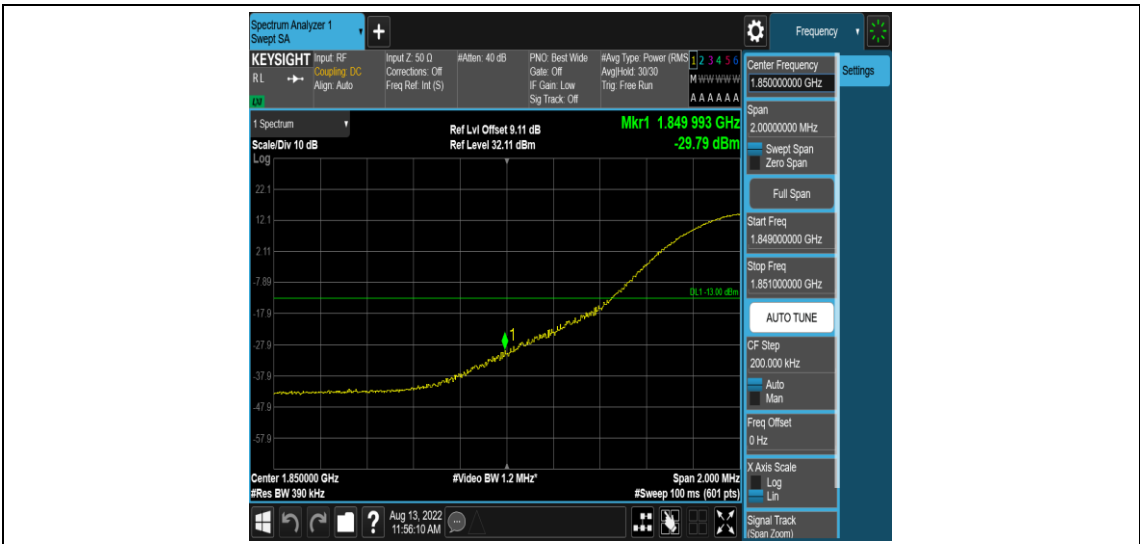 Spectrum Analyzer 1
Swept SA
Frequency
KEYSIGHT
RL
LNI
Input: RF
Coupling: DC
Align: Auto
Input Z: 50 Ω
Corrections: Off
Freq Ref: Int (S)
#Atten: 40 dB
PNO: Best Wide
Gate: Off
IF Gain: Low
Sig Track: Off
#Avg Type: Power (RMS
Avg|Hold: 30/30
Trig: Free Run
1 2 3 4 5 6
M W W W W W
A A A A A A
1 Spectrum
Scale/Div 10 dB
Log
Ref Lvl Offset 9.11 dB
Ref Level 32.11 dBm
Mkr1 1.849 993 GHz
-29.79 dBm
22.1
12.1
2.11
-7.89
DL1 -13.00 dBm
-17.9
1
-27.9
-37.9
-47.9
-57.9
Center 1.850000 GHz
#Res BW 390 kHz
#Video BW 1.2 MHz*
Span 2.000 MHz
#Sweep 100 ms (601 pts)
Aug 13, 2022
11:56:10 AM
Center Frequency
1.850000000 GHz
Settings
Span
2.00000000 MHz
Swept Span
Zero Span
Full Span
Start Freq
1.849000000 GHz
Stop Freq
1.851000000 GHz
AUTO TUNE
CF Step
200.000 kHz
Auto
Man
Freq Offset
0 Hz
X Axis Scale
Log
Lin
Signal Track
(Span Zoom)